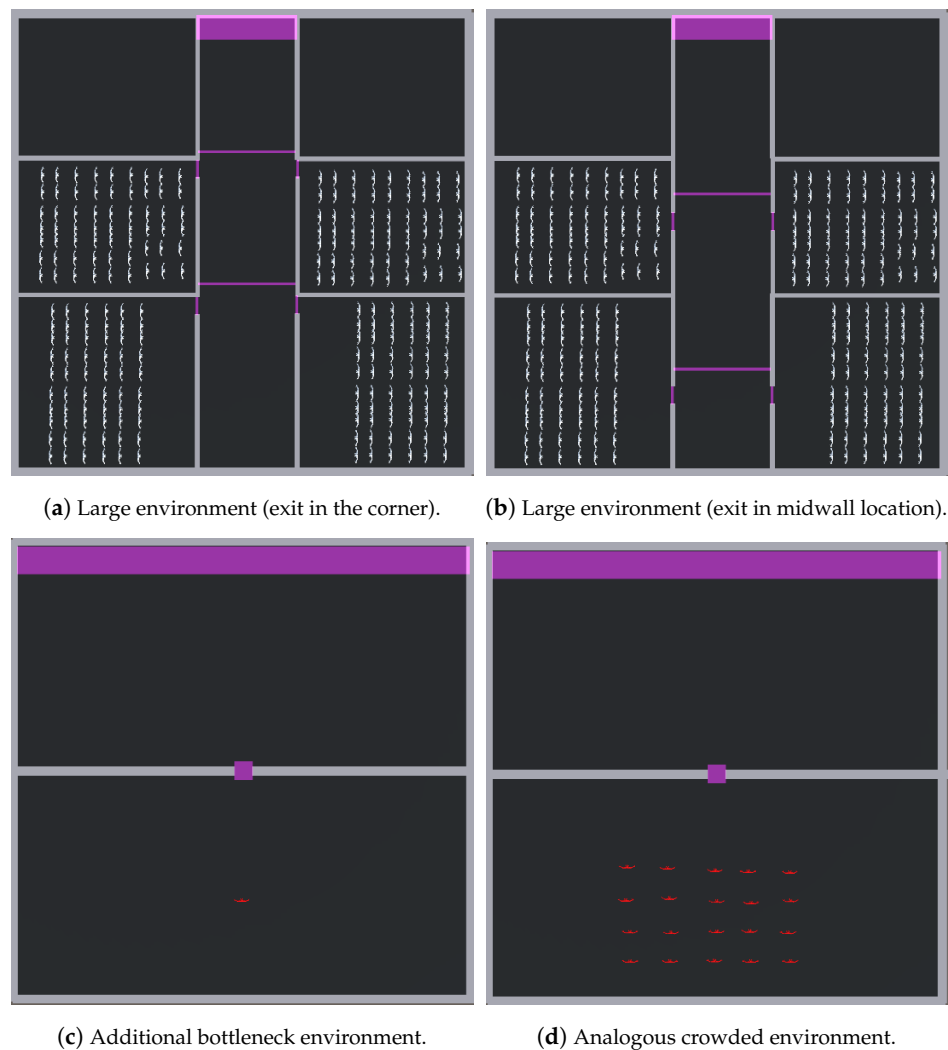 (a) Large environment (exit in the corner).
(b) Large environment (exit in midwall location).
(c) Additional bottleneck environment.
(d) Analogous crowded environment.